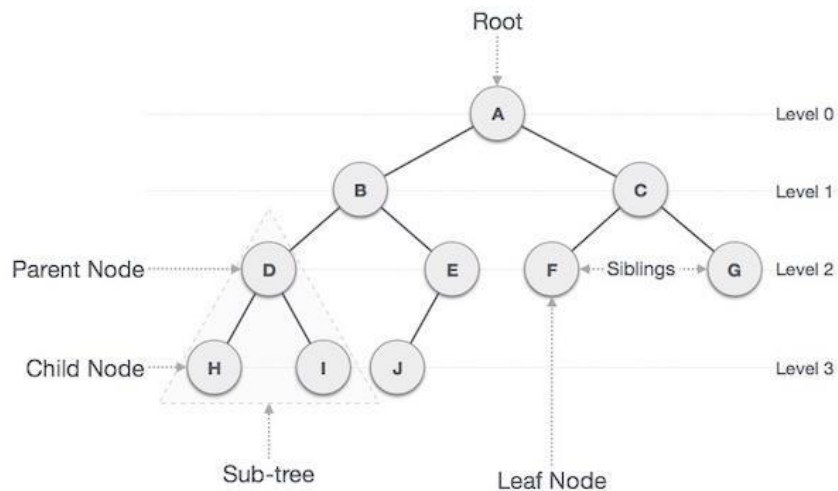 Root
A
Level 0
B
C
Level 1
Parent Node
D
E
F
Siblings
G
Level 2
Child Node
H
I
J
Level 3
Sub-tree
Leaf Node